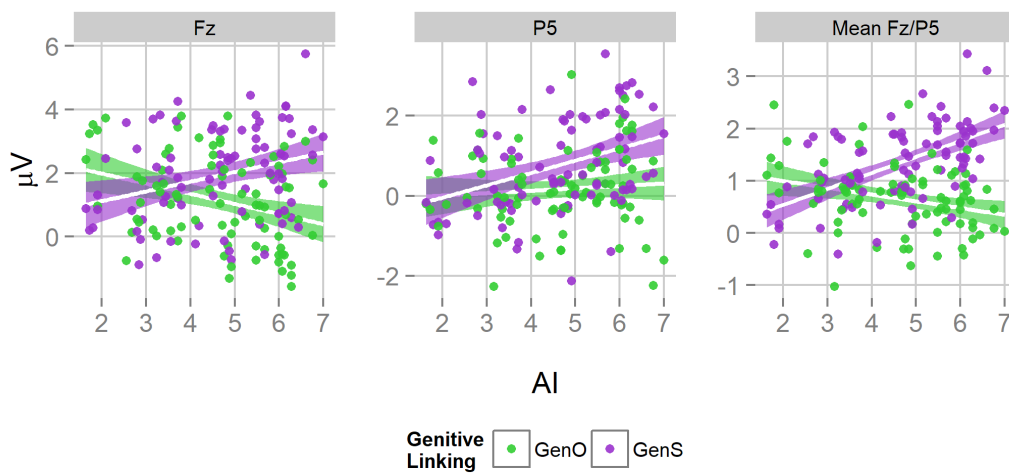 Fz P5 Mean Fz/P5
μV
6
4
2
0
2
0
-2
3
2
1
0
-1
2 3 4 5 6 7 2 3 4 5 6 7 2 3 4 5 6 7
AI
Genitive
Linking GenO GenS